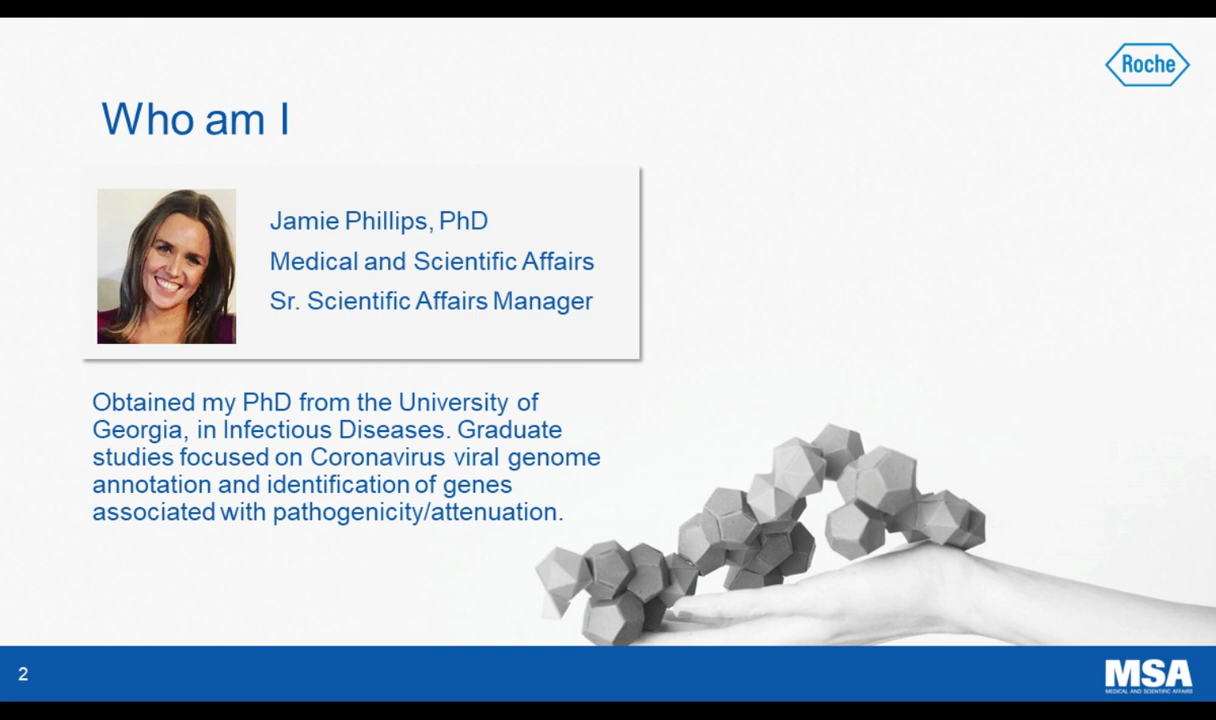 Roche
Who am I
Jamie Phillips, PhD
Medical and Scientific Affairs
Sr. Scientific Affairs Manager
Obtained my PhD from the University of
Georgia, in Infectious Diseases. Graduate
studies focused on Coronavirus viral genome
annotation and identification of genes
associated with pathogenicity/attenuation.
2
MSA
MEDICAL AND SCIENTIFIC AFFAIRS